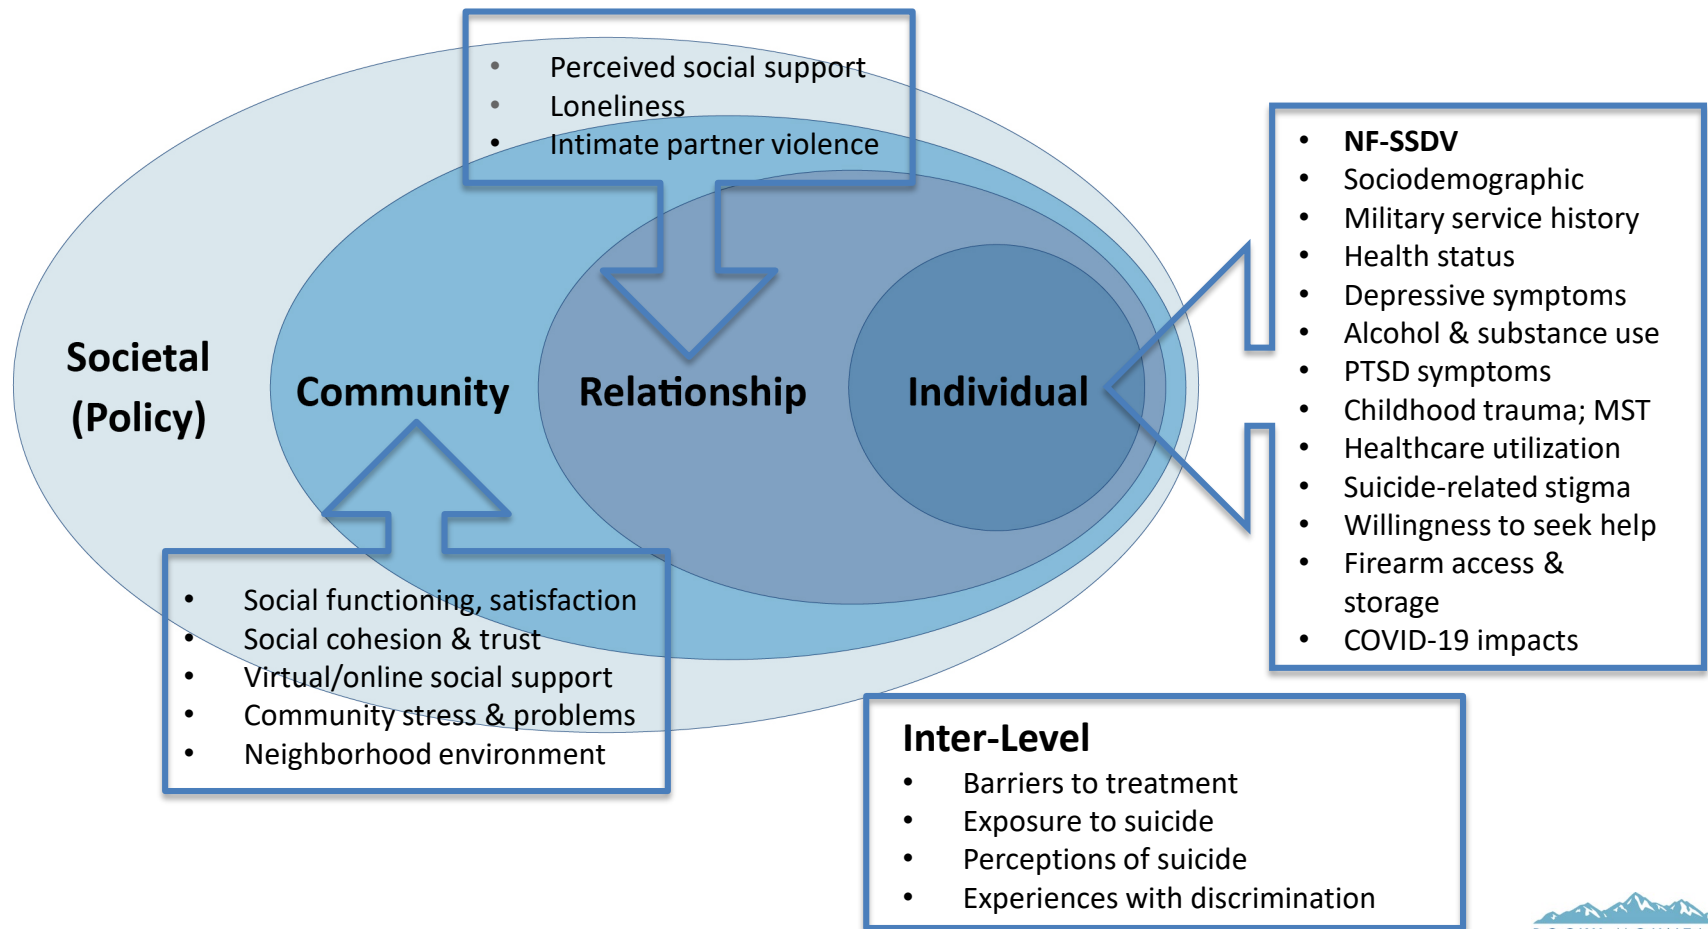 • Perceived social support
• Loneliness
• Intimate partner violence
• NF-SSDV
• Sociodemographic
• Military service history
• Health status
• Depressive symptoms
• Alcohol & substance use
• PTSD symptoms
• Childhood trauma; MST
• Healthcare utilization
• Suicide-related stigma
• Willingness to seek help
• Firearm access &
storage
• COVID-19 impacts
Societal
(Policy)
Community
Relationship
Individual
• Social functioning, satisfaction
• Social cohesion & trust
• Virtual/online social support
• Community stress & problems
• Neighborhood environment
Inter-Level
• Barriers to treatment
• Exposure to suicide
• Perceptions of suicide
• Experiences with discrimination